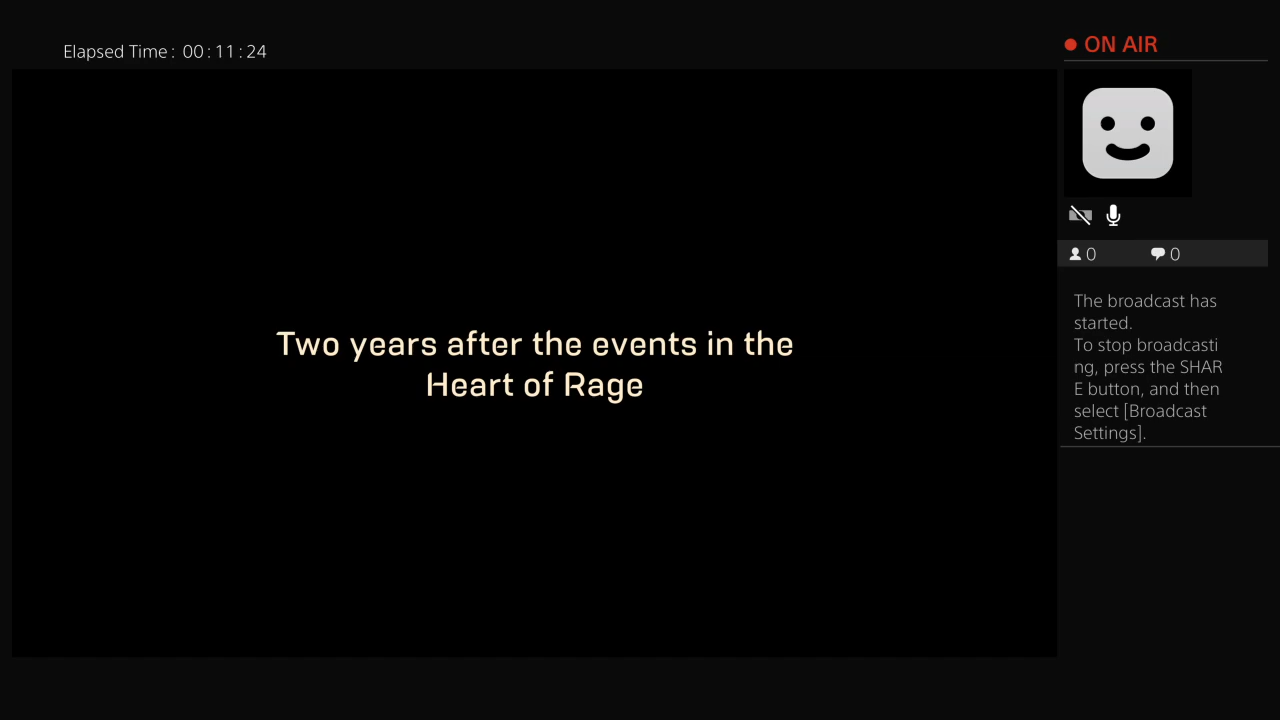 Elapsed Time: 00:11:24
ON AIR
0
0
Two years after the events in the
Heart of Rage
The broadcast has
started.
To stop broadcasti
ng, press the SHAR
E button, and then
select [Broadcast
Settings].